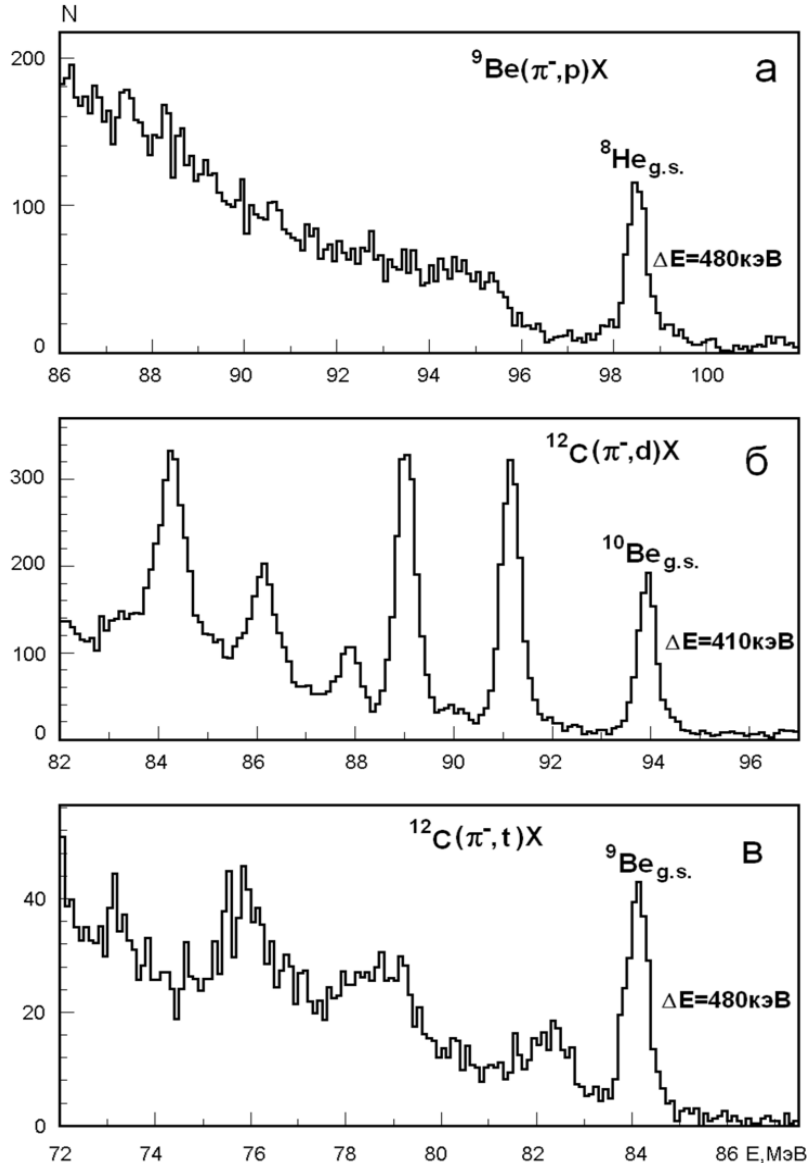 N
⁹Be(π⁻,p)X
а
200
⁸He g.s.
100
ΔE=480кэВ
0
86 88 90 92 94 96 98 100
¹²C(π⁻,d)X
б
300
¹⁰Be g.s.
200
ΔE=410кэВ
100
0
82 84 86 88 90 92 94 96
¹²C(π⁻,t)X
⁹Be g.s.
в
40
ΔE=480кэВ
20
0
72 74 76 78 80 82 84 86 E,МэВ